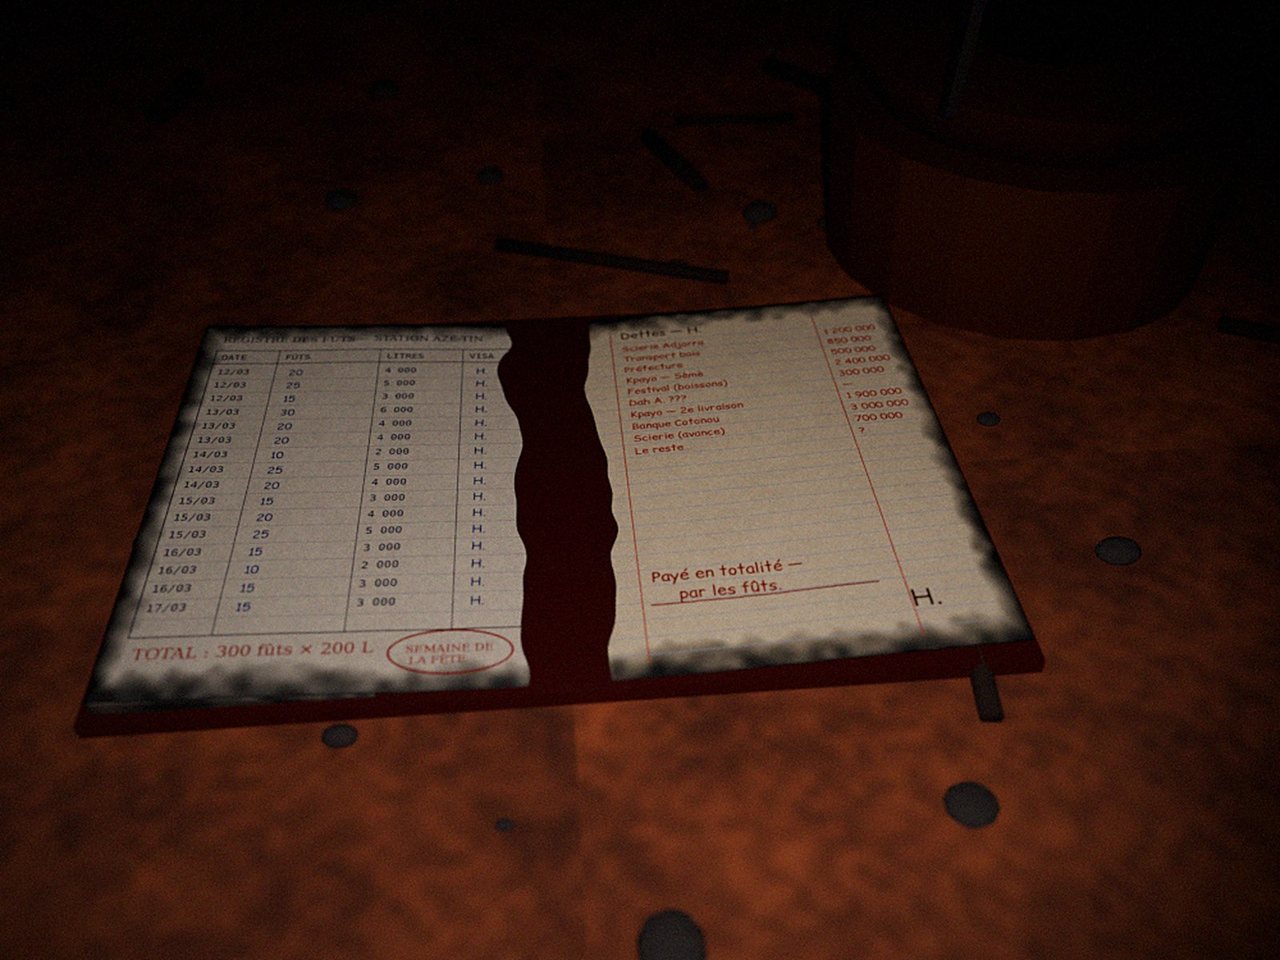 REGISTRE DES FUTS — STATION AZE-TIN
DATE FÛTS LITRES VISA
12/03 20 4 000 H.
12/03 25 5 000 H.
12/03 15 3 000 H.
13/03 30 6 000 H.
13/03 20 4 000 H.
13/03 20 4 000 H.
14/03 10 2 000 H.
14/03 25 5 000 H.
14/03 20 4 000 H.
15/03 15 3 000 H.
15/03 20 4 000 H.
15/03 25 5 000 H.
16/03 15 3 000 H.
16/03 10 2 000 H.
16/03 15 3 000 H.
17/03 15 3 000 H.
TOTAL : 300 fûts × 200 L
SEMAINE DE
LA FÊTE
Dettes — H.
Scierie Adjarra 1 200 000
Transport bois 850 000
Préfecture 500 000
Kpayo — Sèmè 2 400 000
Festival (boissons) 300 000
Dah A. ??? —
Kpayo — 2e livraison 1 900 000
Banque Cotonou 3 000 000
Scierie (avance) 700 000
Le reste ?
Payé en totalité —
par les fûts.
H.